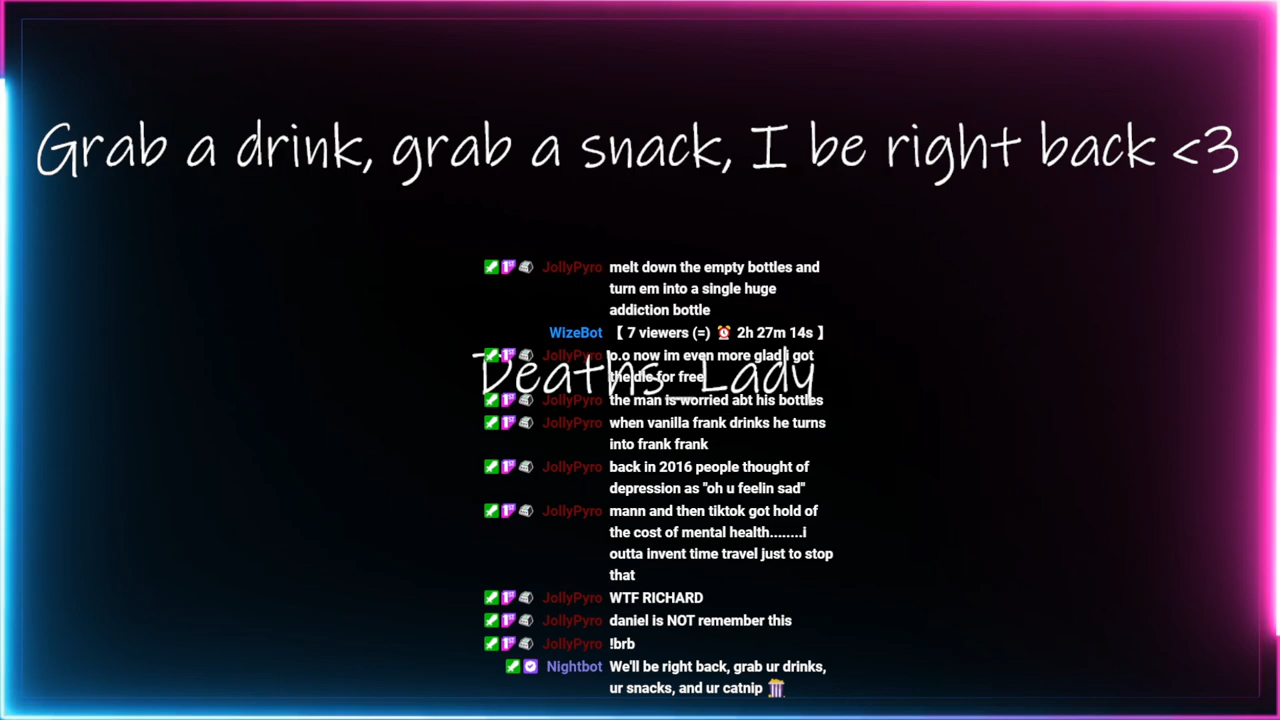 Grab a drink, grab a snack, I be right back <3
JollyPyro melt down the empty bottles and
turn em into a single huge
addiction bottle
WizeBot 【 7 viewers (=) ⏰ 2h 27m 14s 】
JollyPyro o.o now im even more glad i got
the dlc for free
Deaths_Lady
JollyPyro the man is worried abt his bottles
JollyPyro when vanilla frank drinks he turns
into frank frank
JollyPyro back in 2016 people thought of
depression as "oh u feelin sad"
JollyPyro mann and then tiktok got hold of
the cost of mental health........i
outta invent time travel just to stop
that
JollyPyro WTF RICHARD
JollyPyro daniel is NOT remember this
JollyPyro !brb
Nightbot We'll be right back, grab ur drinks,
ur snacks, and ur catnip 🍿